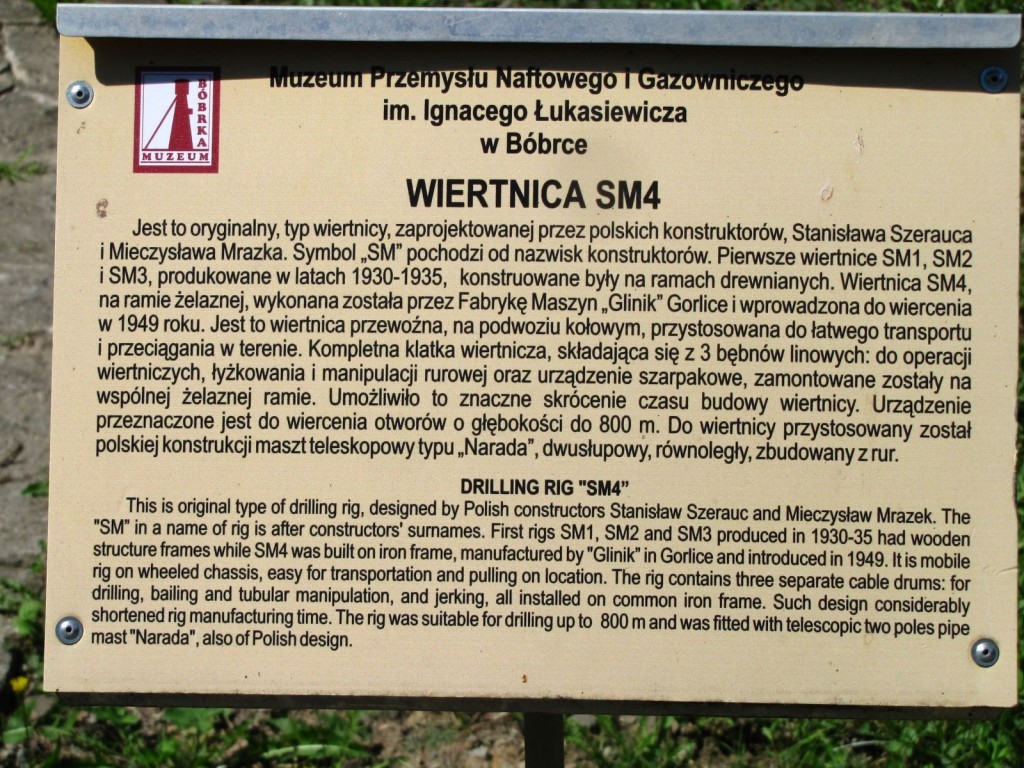 BÓBRKA
MUZEUM
Muzeum Przemysłu Naftowego i Gazowniczego
im. Ignacego Łukasiewicza
w Bóbrce
WIERTNICA SM4
Jest to oryginalny, typ wiertnicy, zaprojektowanej przez polskich konstruktorów, Stanisława Szerauca
i Mieczysława Mrazka. Symbol „SM” pochodzi od nazwisk konstruktorów. Pierwsze wiertnice SM1, SM2
i SM3, produkowane w latach 1930-1935, konstruowane były na ramach drewnianych. Wiertnica SM4,
na ramie żelaznej, wykonana została przez Fabrykę Maszyn „Glinik” Gorlice i wprowadzona do wiercenia
w 1949 roku. Jest to wiertnica przewoźna, na podwoziu kołowym, przystosowana do łatwego transportu
i przeciągania w terenie. Kompletna klatka wiertnicza, składająca się z 3 bębnów linowych: do operacji
wiertniczych, łyżkowania i manipulacji rurowej oraz urządzenie szarpakowe, zamontowane zostały na
wspólnej żelaznej ramie. Umożliwiło to znaczne skrócenie czasu budowy wiertnicy. Urządzenie
przeznaczone jest do wiercenia otworów o głębokości do 800 m. Do wiertnicy przystosowany został
polskiej konstrukcji maszt teleskopowy typu „Narada”, dwusłupowy, równoległy, zbudowany z rur.
DRILLING RIG "SM4”
This is original type of drilling rig, designed by Polish constructors Stanisław Szerauc and Mieczysław Mrazek. The
"SM” in a name of rig is after constructors' surnames. First rigs SM1, SM2 and SM3 produced in 1930-35 had wooden
structure frames while SM4 was built on iron frame, manufactured by "Glinik” in Gorlice and introduced in 1949. It is mobile
rig on wheeled chassis, easy for transportation and pulling on location. The rig contains three separate cable drums: for
drilling, bailing and tubular manipulation, and jerking, all installed on common iron frame. Such design considerably
shortened rig manufacturing time. The rig was suitable for drilling up to 800 m and was fitted with telescopic two poles pipe
mast "Narada”, also of Polish design.